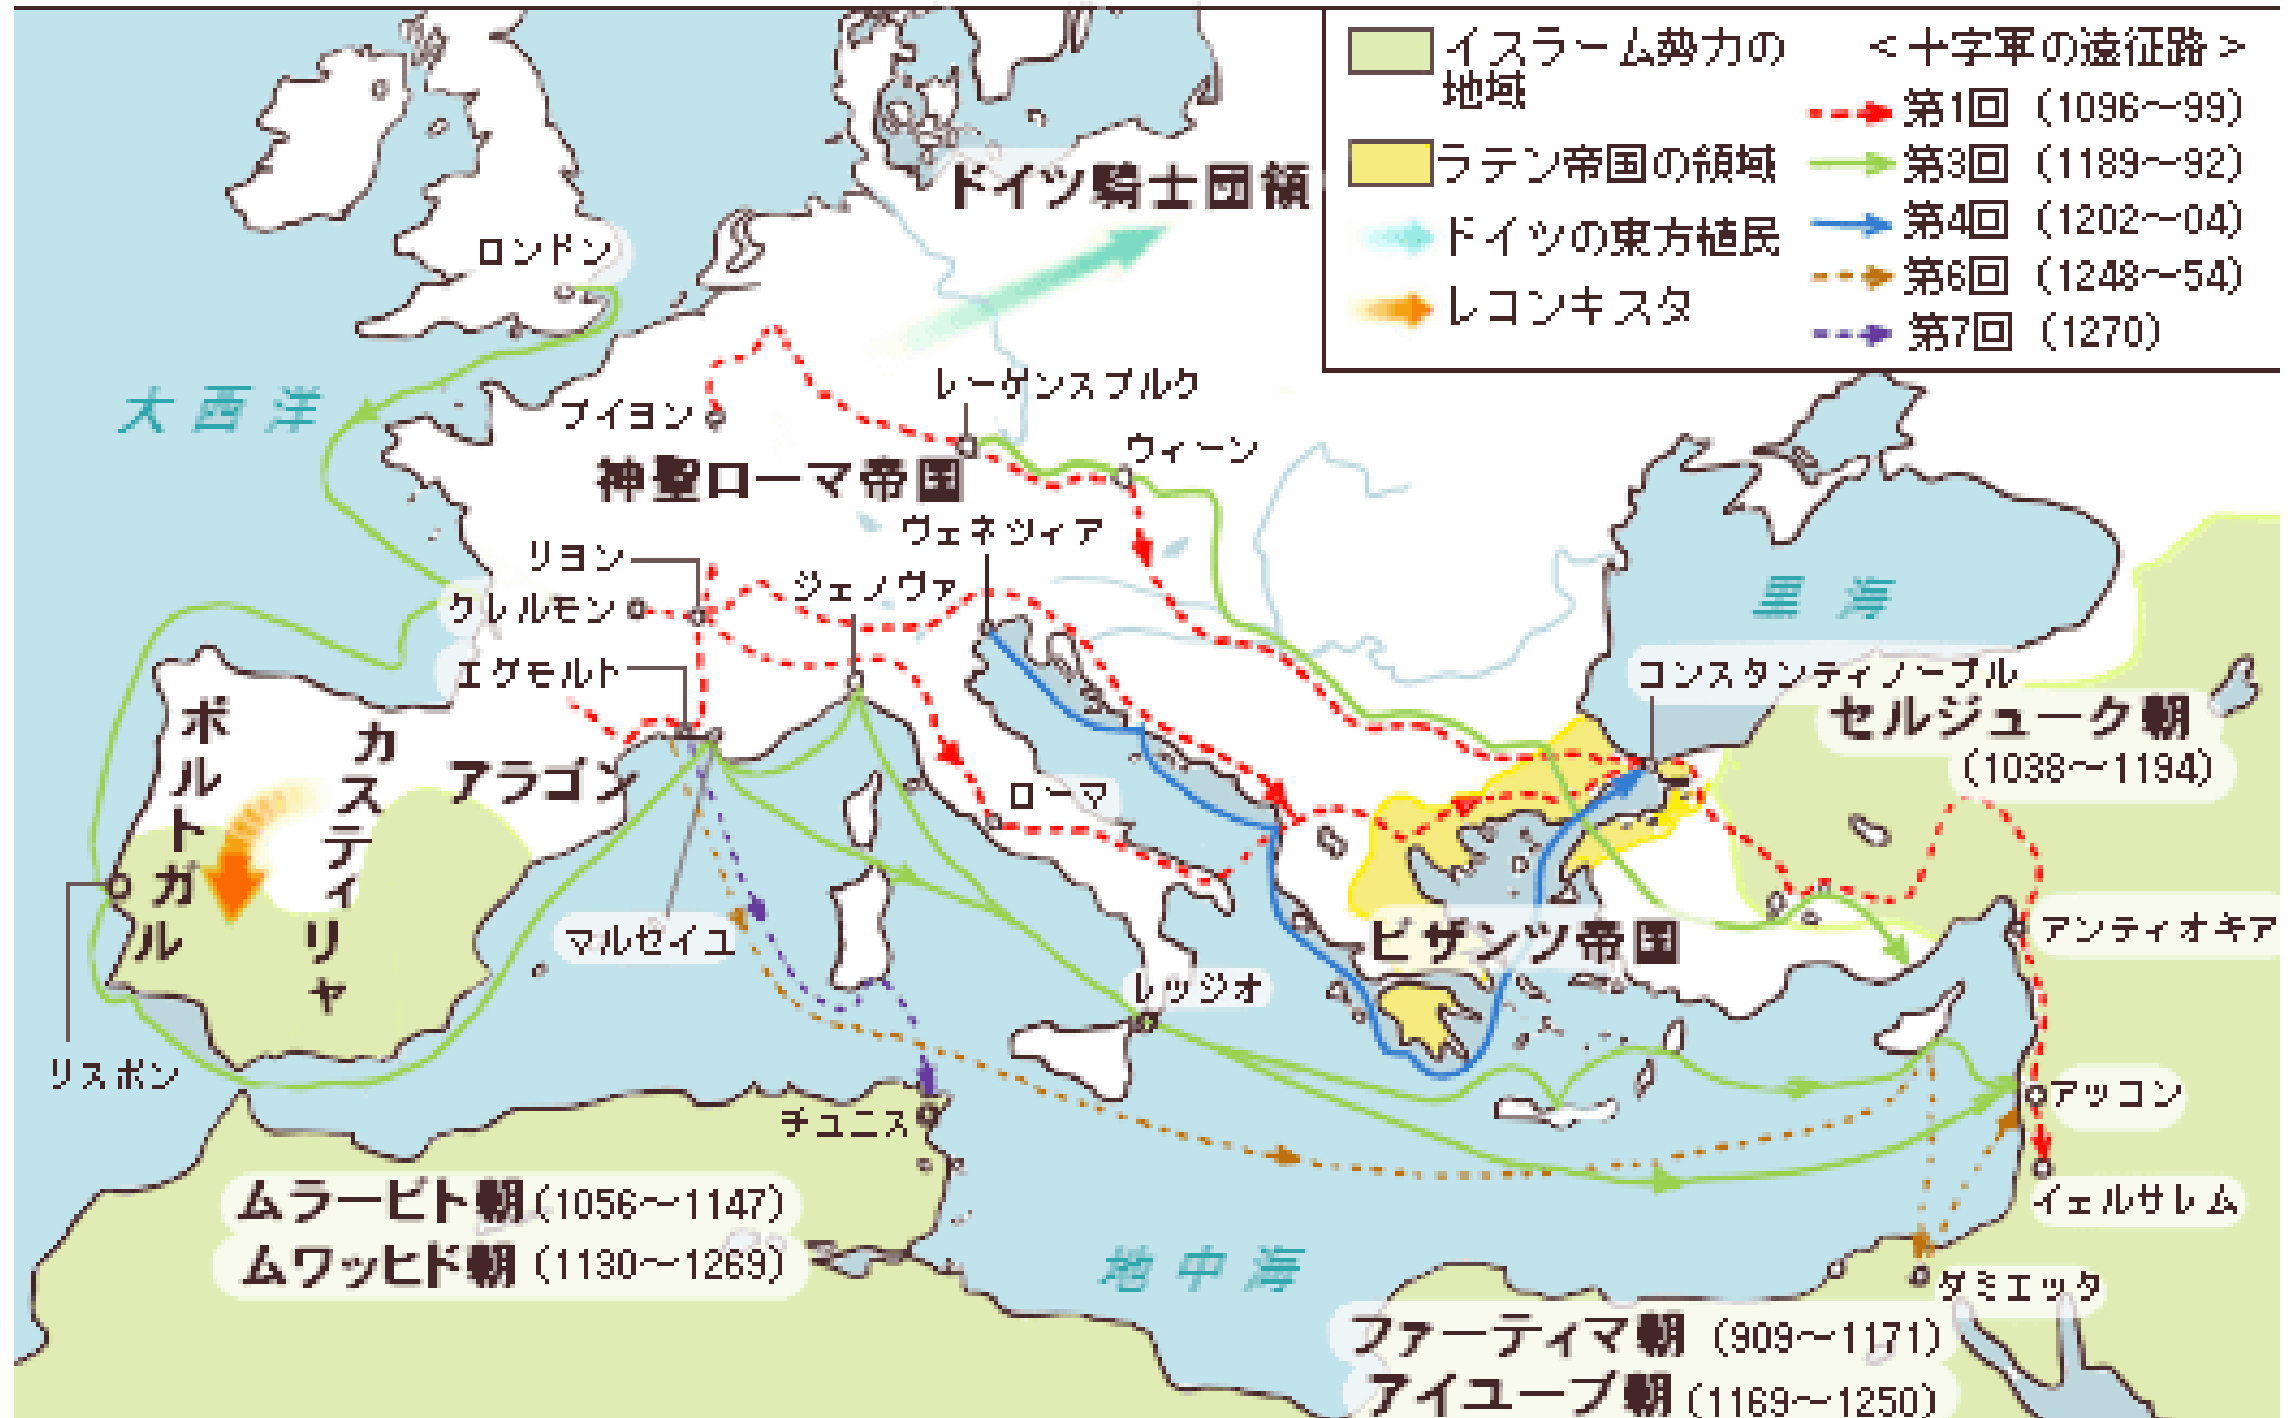 イスラーム勢力の
地域
ラテン帝国の領域
ドイツの東方植民
レコンキスタ
＜十字軍の遠征路＞
第1回（1096〜99）
第3回（1189〜92）
第4回（1202〜04）
第6回（1248〜54）
第7回（1270）
ドイツ騎士団領
ロンドン
大西洋
ブイヨン
レーゲンスブルク
ウィーン
神聖ローマ帝国
ヴェネツィア
リヨン
ジェノヴァ
クレルモン
黒海
エグモルト
コンスタンティノープル
セルジューク朝
（1038〜1194）
ポルトガル
カスティリャ
アラゴン
ローマ
マルセイユ
ビザンツ帝国
アンティオキア
レッジオ
リスボン
アッコン
チュニス
ムラービト朝（1056〜1147）
ムワッヒド朝（1130〜1269）
イェルサレム
地中海
ダミエッタ
ファーティマ朝（909〜1171）
アイユーブ朝（1169〜1250）